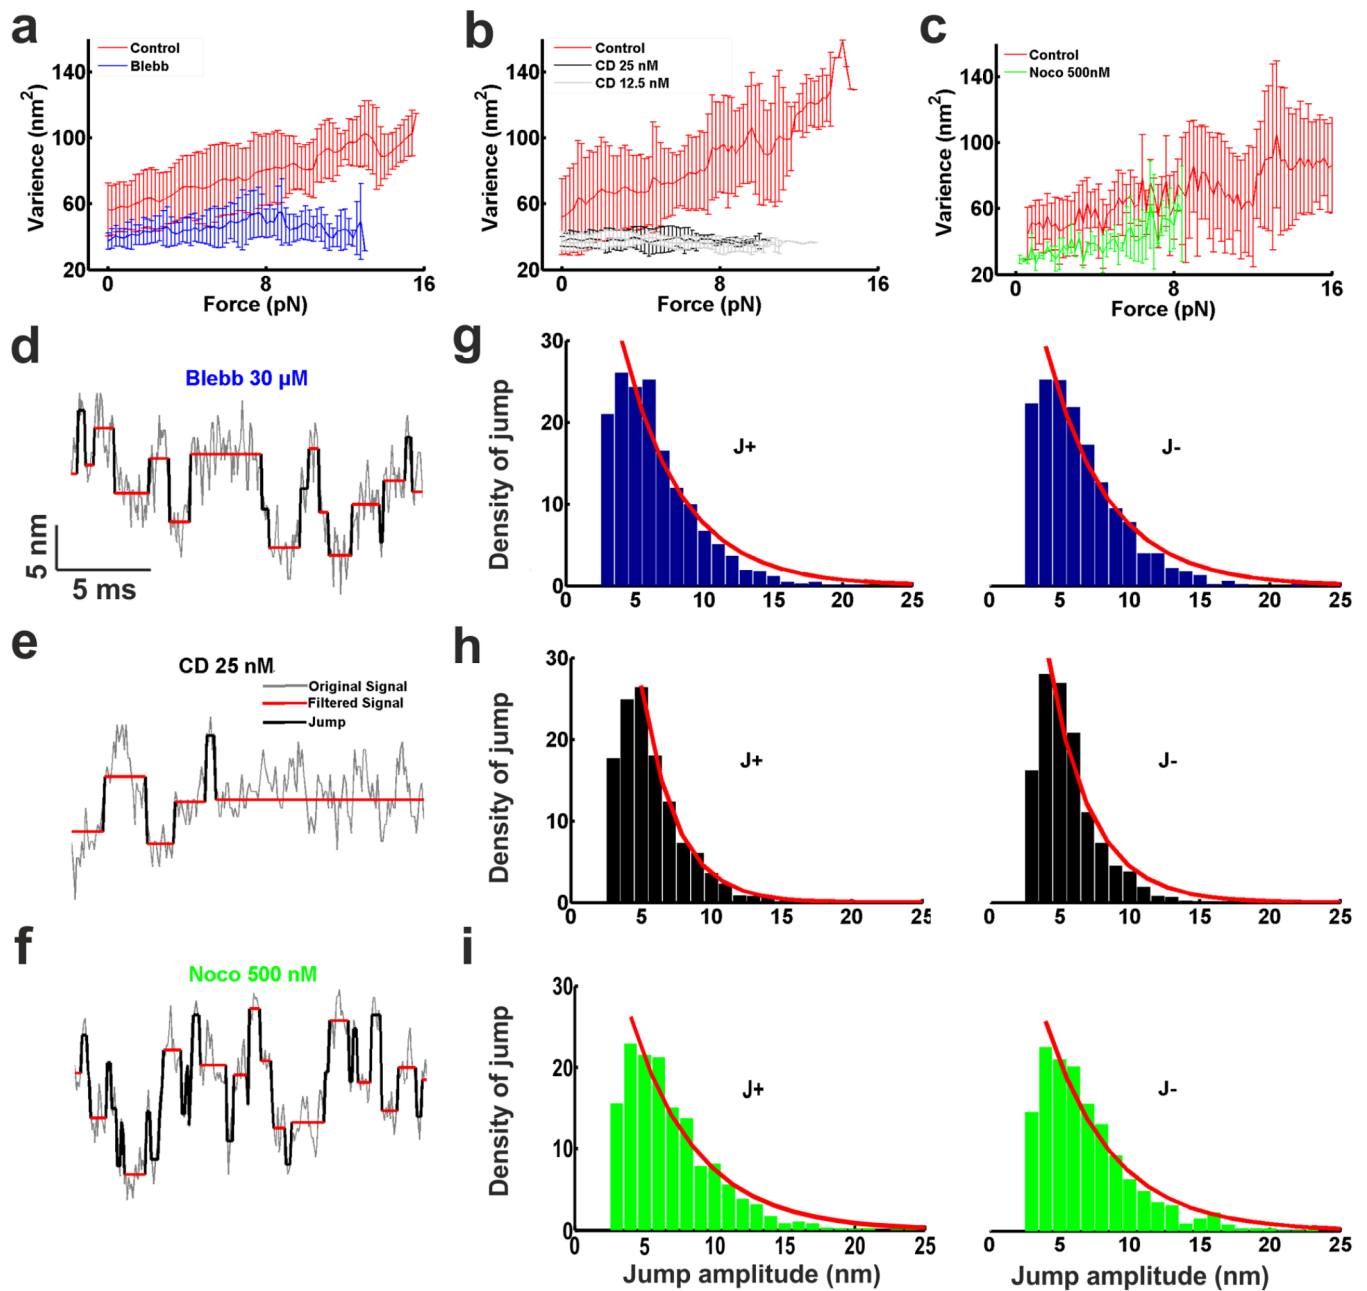 a
Control
Blebb
Varience (nm²)
140
100
60
20
0
8
16
Force (pN)
b
Control
CD 25 nM
CD 12.5 nM
Varience (nm²)
140
100
60
20
0
8
16
Force (pN)
c
Control
Noco 500nM
Varience (nm²)
140
100
60
20
0
8
16
Force (pN)
d
Blebb 30 µM
5 nm
5 ms
e
CD 25 nM
Original Signal
Filtered Signal
Jump
f
Noco 500 nM
g
Density of jump
30
20
10
0
J+
0 5 10 15 20 25
J-
0 5 10 15 20 25
h
Density of jump
30
20
10
0
J+
0 5 10 15 20 25
J-
0 5 10 15 20 25
i
Density of jump
30
20
10
0
J+
0 5 10 15 20 25
Jump amplitude (nm)
J-
0 5 10 15 20 25
Jump amplitude (nm)